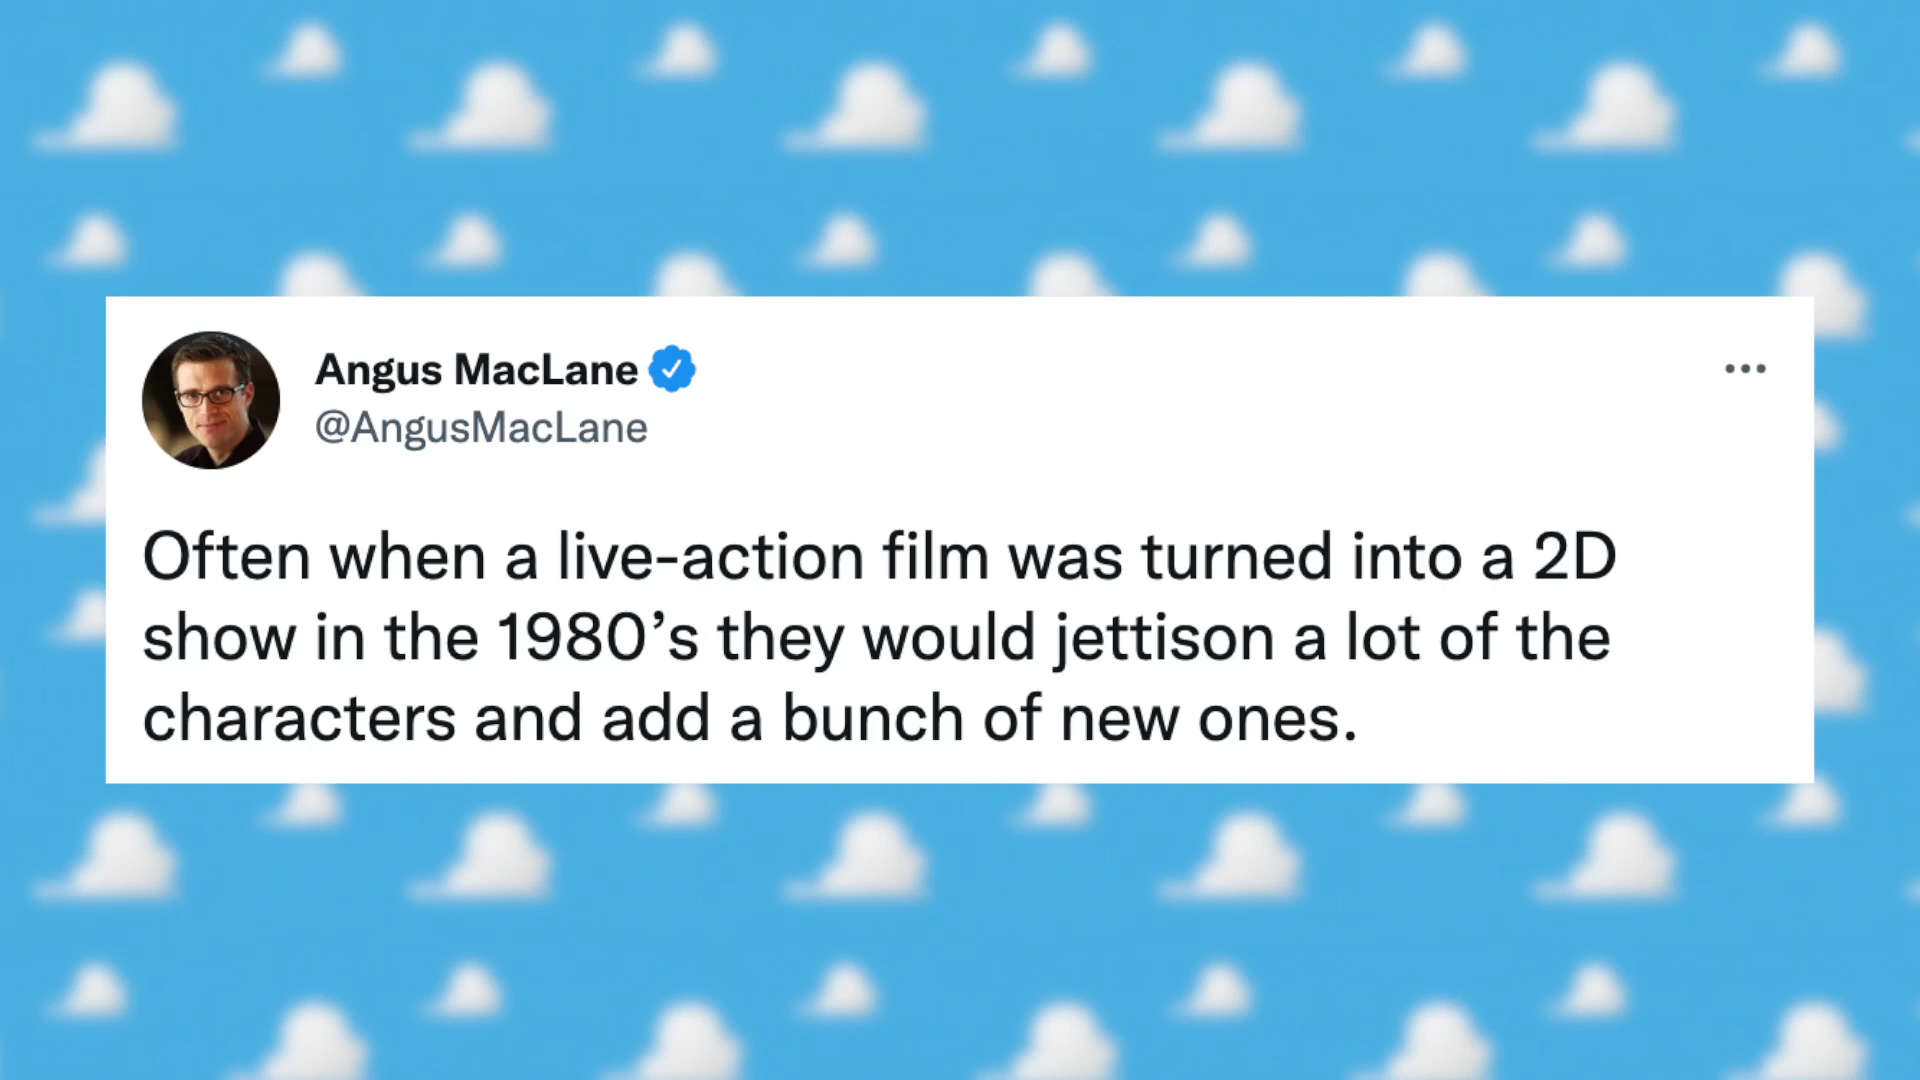 Angus MacLane
@AngusMacLane
Often when a live-action film was turned into a 2D
show in the 1980’s they would jettison a lot of the
characters and add a bunch of new ones.